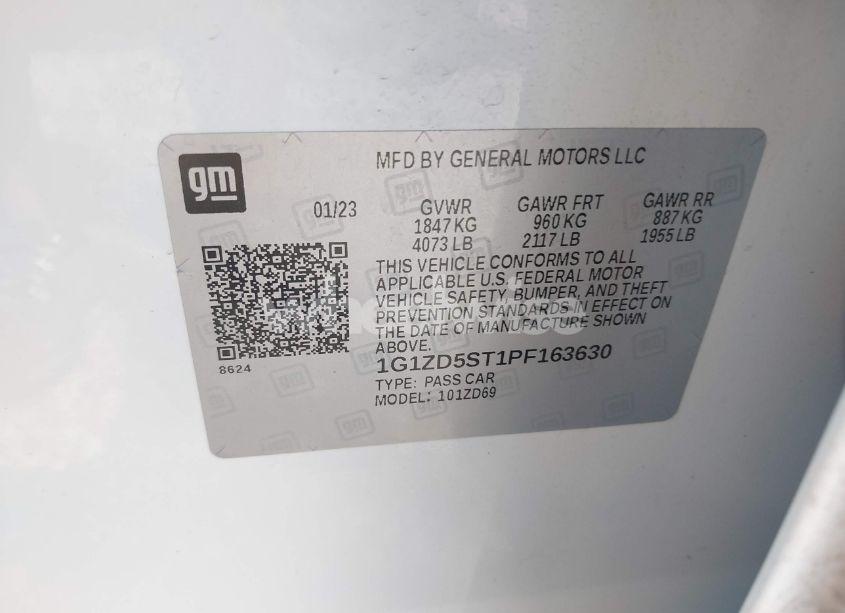 gm
MFD BY GENERAL MOTORS LLC
01/23
GVWR GAWR FRT GAWR RR
1847 KG 960 KG 887 KG
4073 LB 2117 LB 1955 LB
THIS VEHICLE CONFORMS TO ALL
APPLICABLE U.S. FEDERAL MOTOR
VEHICLE SAFETY, BUMPER, AND THEFT
PREVENTION STANDARDS IN EFFECT ON
THE DATE OF MANUFACTURE SHOWN
ABOVE.
8624
1G1ZD5ST1PF163630
TYPE: PASS CAR
MODEL: 101ZD69